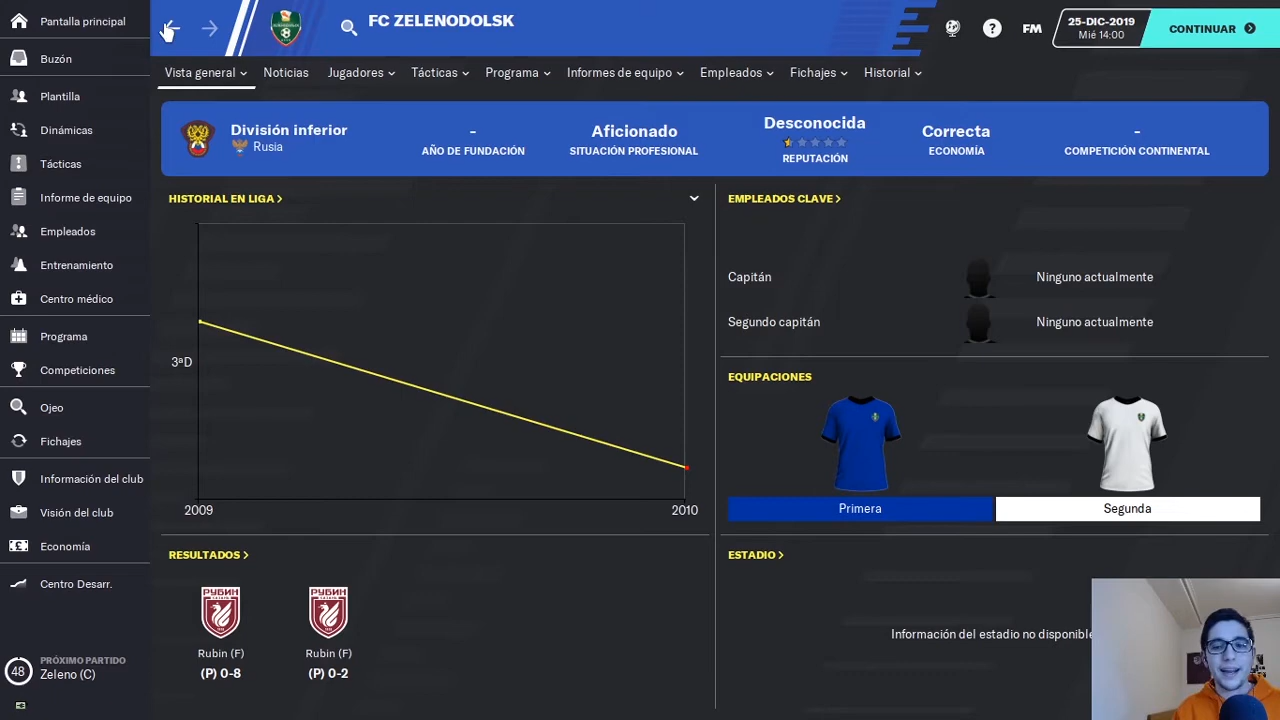 Pantalla principal
Buzón
Plantilla
Dinámicas
Tácticas
Informe de equipo
Empleados
Entrenamiento
Centro médico
Programa
Competiciones
Ojeo
Fichajes
Información del club
Visión del club
Economía
Centro Desarr.
48
PRÓXIMO PARTIDO
Zeleno (C)
FC ZELENODOLSK
FM
25-DIC-2019
Mié 14:00
CONTINUAR
Vista general Noticias Jugadores Tácticas Programa Informes de equipo Empleados Fichajes Historial
División inferior
Rusia
-
AÑO DE FUNDACIÓN
Aficionado
SITUACIÓN PROFESIONAL
Desconocida
REPUTACIÓN
Correcta
ECONOMÍA
-
COMPETICIÓN CONTINENTAL
HISTORIAL EN LIGA >
3ªD
2009 2010
RESULTADOS >
РУБИН РУБИН
Rubin (F) Rubin (F)
(P) 0-8 (P) 0-2
EMPLEADOS CLAVE >
Capitán Ninguno actualmente
Segundo capitán Ninguno actualmente
EQUIPACIONES
Primera Segunda
ESTADIO >
Información del estadio no disponible